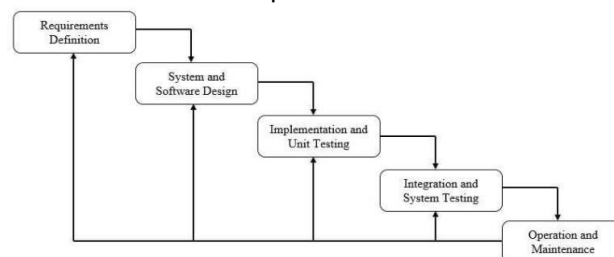 Requirements
Definition
System and
Software Design
Implementation and
Unit Testing
Integration and
System Testing
Operation and
Maintenance